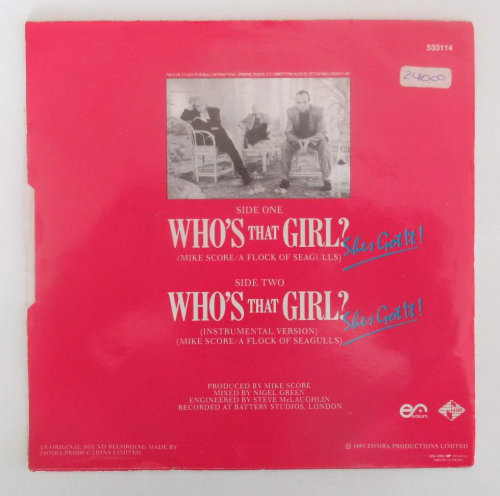 533114
24000
SIDE ONE
WHO'S THAT GIRL?
She's Got It!
(MIKE SCORE/A FLOCK OF SEAGULLS)
SIDE TWO
WHO'S THAT GIRL?
She's Got It!
(INSTRUMENTAL VERSION)
(MIKE SCORE/A FLOCK OF SEAGULLS)
PRODUCED BY MIKE SCORE
MIXED BY NIGEL GREEN
ENGINEERED BY STEVE McLAUGHLIN
RECORDED AT BATTERY STUDIOS, LONDON
AN ORIGINAL SOUND RECORDING MADE BY
ZOMBA PRODUCTIONS LIMITED
© 1985 ZOMBA PRODUCTIONS LIMITED